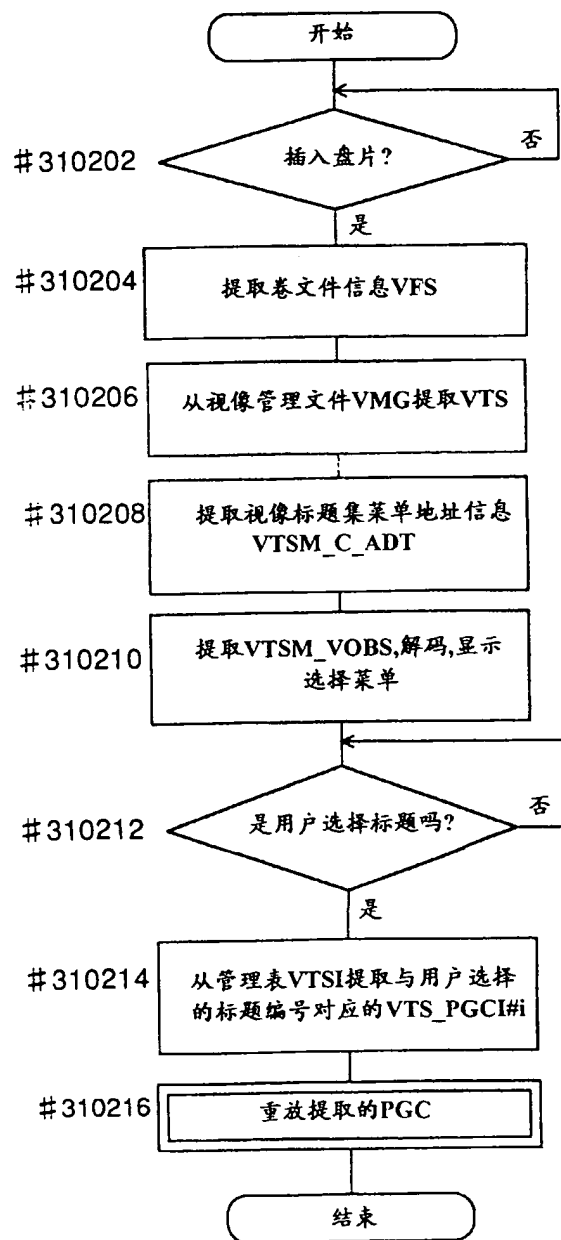 开始
否
#310202
插入盘片?
是
#310204
提取卷文件信息VFS
#310206
从视像管理文件VMG提取VTS
#310208
提取视像标题集菜单地址信息
VTSM_C_ADT
#310210
提取VTSM_VOBS,解码,显示
选择菜单
否
#310212
是用户选择标题吗?
是
#310214
从管理表VTSI提取与用户选择
的标题编号对应的VTS_PGCI#i
#310216
重放提取的PGC
结束